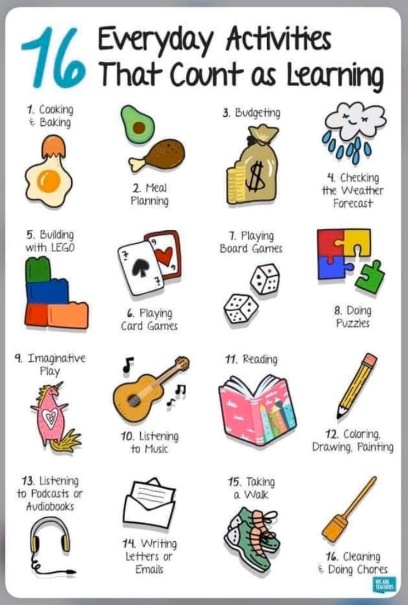 16 Everyday Activities
That Count as Learning
1. Cooking
& Baking
2. Meal
Planning
3. Budgeting
$
4. Checking
the Weather
Forecast
5. Building
with LEGO
6. Playing
Card Games
7. Playing
Board Games
8. Doing
Puzzles
9. Imaginative
Play
10. Listening
to Music
11. Reading
12. Coloring,
Drawing, Painting
13. Listening
to Podcasts or
Audiobooks
14. Writing
Letters or
Emails
15. Taking
a Walk
16. Cleaning
& Doing Chores
WE ARE
TEACHERS